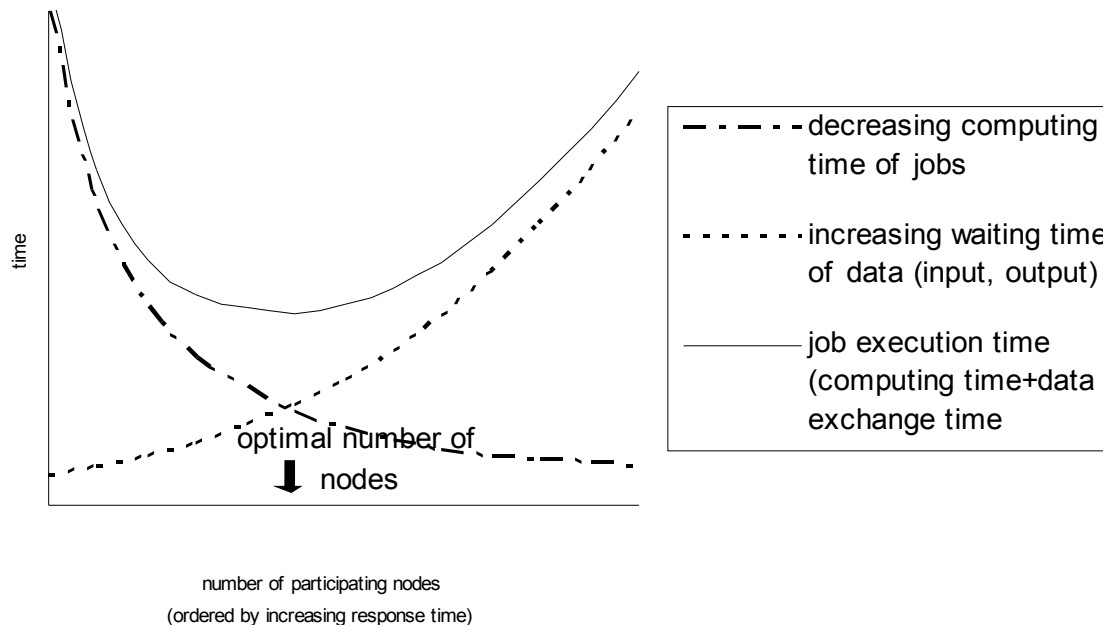 time
optimal number of
nodes
number of participating nodes
(ordered by increasing response time)
decreasing computing
time of jobs
increasing waiting time
of data (input, output)
job execution time
(computing time+data
exchange time